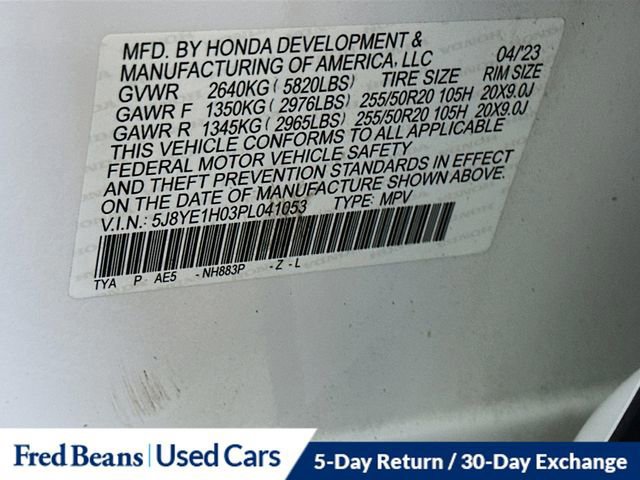 MFD. BY HONDA DEVELOPMENT & 04/23
MANUFACTURING OF AMERICA, LLC
GVWR 2640KG ( 5820LBS) TIRE SIZE RIM SIZE
GAWR F 1350KG ( 2976LBS) 255/50R20 105H 20X9.0J
GAWR R 1345KG ( 2965LBS) 255/50R20 105H 20X9.0J
THIS VEHICLE CONFORMS TO ALL APPLICABLE
FEDERAL MOTOR VEHICLE SAFETY
AND THEFT PREVENTION STANDARDS IN EFFECT
ON THE DATE OF MANUFACTURE SHOWN ABOVE.
V.I.N.: 5J8YE1H03PL041053 TYPE: MPV
TYA P AE5 - NH883P - Z - L
Fred Beans | Used Cars 5-Day Return / 30-Day Exchange